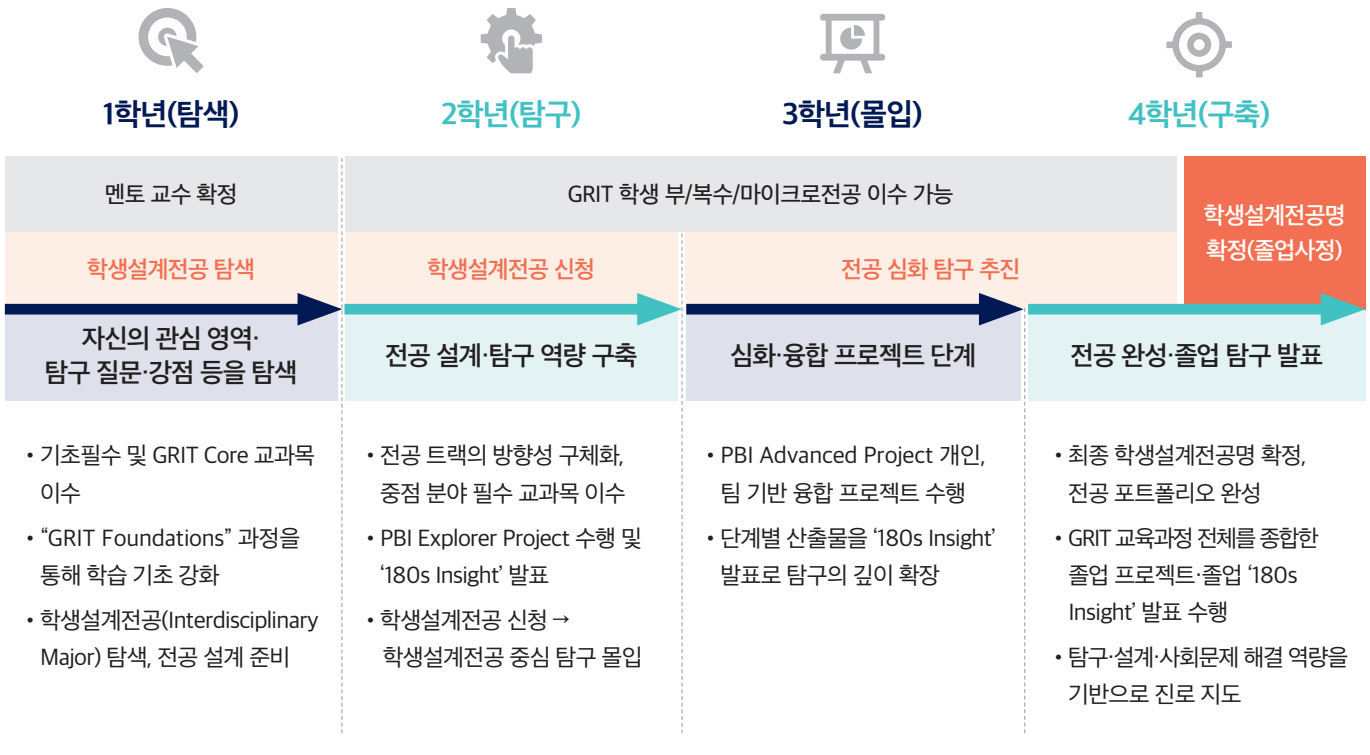 1학년(탐색)
2학년(탐구)
3학년(몰입)
4학년(구축)
멘토 교수 확정
GRIT 학생 부/복수/마이크로전공 이수 가능
학생설계전공명
확정(졸업사정)
학생설계전공 탐색
학생설계전공 신청
전공 심화 탐구 추진
자신의 관심 영역·
탐구 질문·강점 등을 탐색
전공 설계·탐구 역량 구축
심화·융합 프로젝트 단계
전공 완성·졸업 탐구 발표
• 기초필수 및 GRIT Core 교과목
이수
• “GRIT Foundations” 과정을
통해 학습 기초 강화
• 학생설계전공(Interdisciplinary
Major) 탐색, 전공 설계 준비
• 전공 트랙의 방향성 구체화,
중점 분야 필수 교과목 이수
• PBI Explorer Project 수행 및
‘180s Insight’ 발표
• 학생설계전공 신청 →
학생설계전공 중심 탐구 몰입
• PBI Advanced Project 개인,
팀 기반 융합 프로젝트 수행
• 단계별 산출물을 ‘180s Insight’
발표로 탐구의 깊이 확장
• 최종 학생설계전공명 확정,
전공 포트폴리오 완성
• GRIT 교육과정 전체를 종합한
졸업 프로젝트·졸업 ‘180s
Insight’ 발표 수행
• 탐구·설계·사회문제 해결 역량을
기반으로 진로 지도